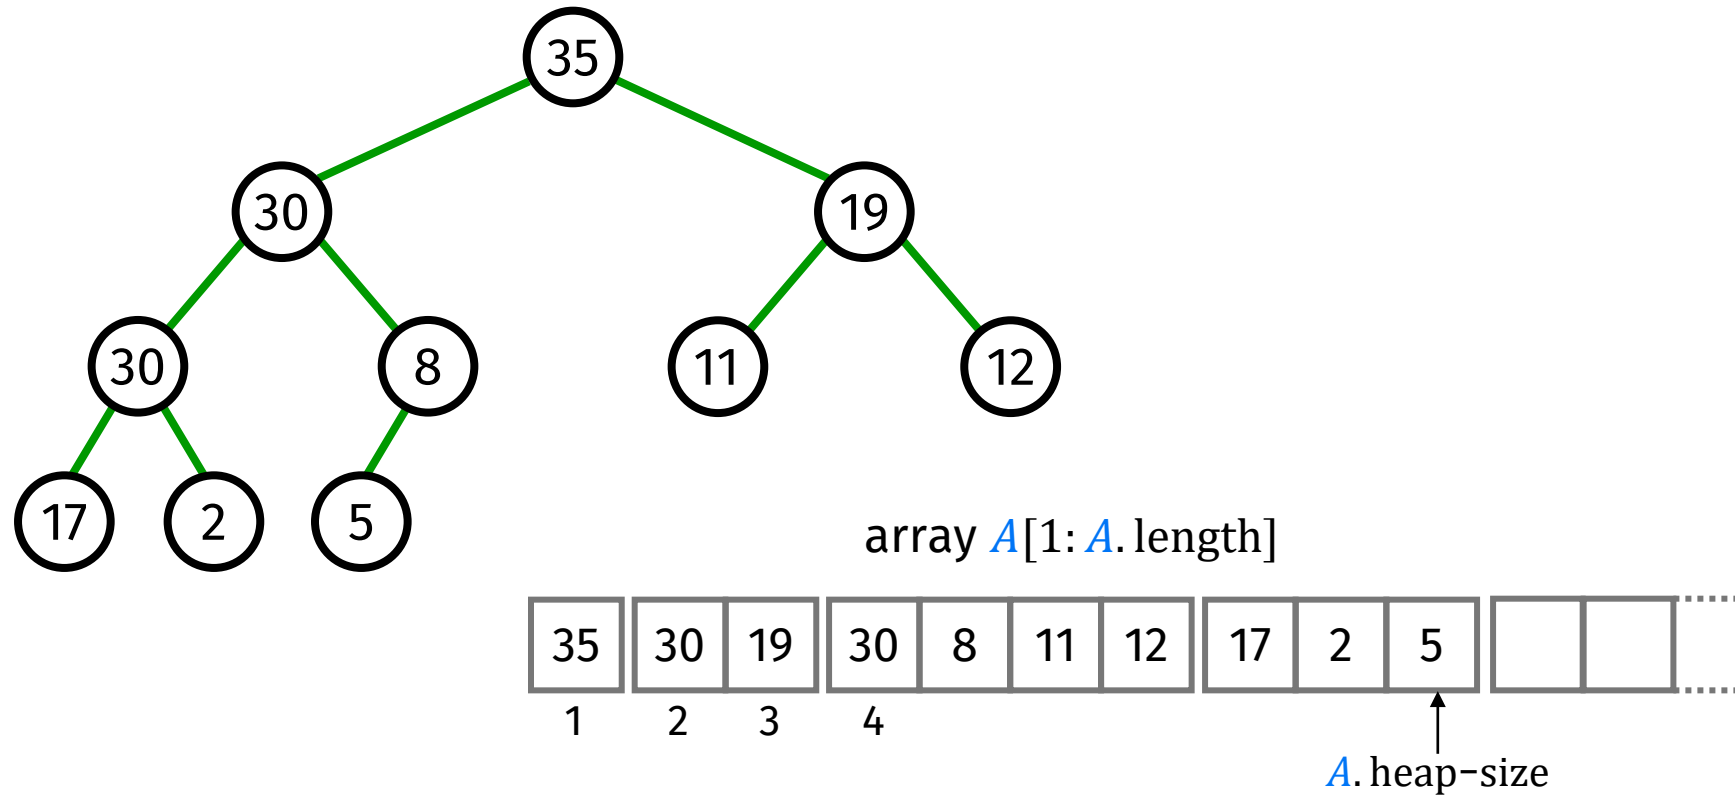 35
30 19
30 8 11 12
17 2 5
array A[1: A. length]
35 30 19 30 8 11 12 17 2 5
1 2 3 4
A. heap-size